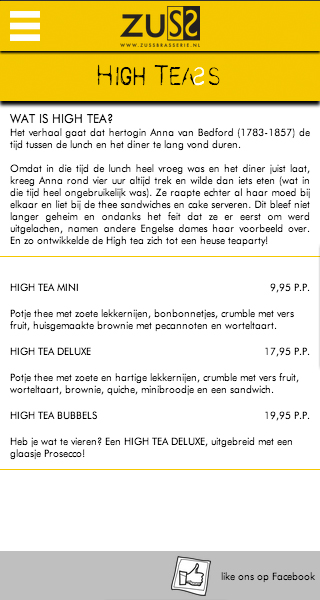 ZUSS
WWW.ZUSSBRASSERIE.NL
HIGH TEASS
WAT IS HIGH TEA?
Het verhaal gaat dat hertogin Anna van Bedford (1783-1857) de
tijd tussen de lunch en het diner te lang vond duren.
Omdat in die tijd de lunch heel vroeg was en het diner juist laat,
kreeg Anna rond vier uur altijd trek en wilde dan iets eten (wat in
die tijd heel ongebruikelijk was). Ze raapte echter al haar moed bij
elkaar en liet bij de thee sandwiches en cake serveren. Dit bleef niet
langer geheim en ondanks het feit dat ze er eerst om werd
uitgelachen, namen andere Engelse dames haar voorbeeld over.
En zo ontwikkelde de High tea zich tot een heuse teaparty!
HIGH TEA MINI 9,95 P.P.
Potje thee met zoete lekkernijen, bonbonnetjes, crumble met vers
fruit, huisgemaakte brownie met pecannoten en worteltaart.
HIGH TEA DELUXE 17,95 P.P.
Potje thee met zoete en hartige lekkernijen, crumble met vers fruit,
worteltaart, brownie, quiche, minibroodje en een sandwich.
HIGH TEA BUBBELS 19,95 P.P.
Heb je wat te vieren? Een HIGH TEA DELUXE, uitgebreid met een
glaasje Prosecco!
like ons op Facebook